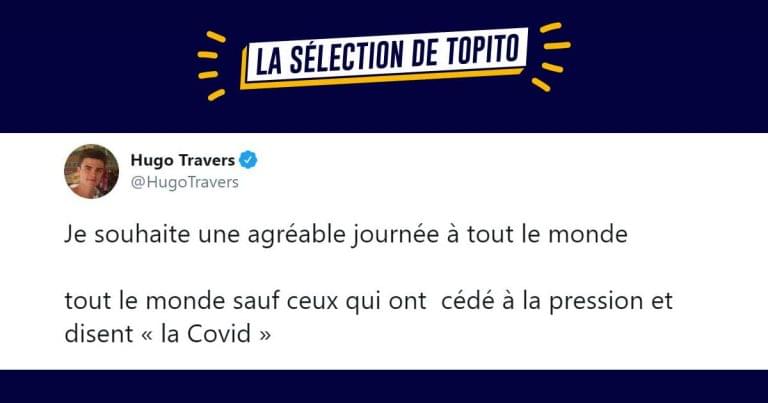 LA SÉLECTION DE TOPITO
Hugo Travers
@HugoTravers
Je souhaite une agréable journée à tout le monde
tout le monde sauf ceux qui ont  cédé à la pression et
disent « la Covid »